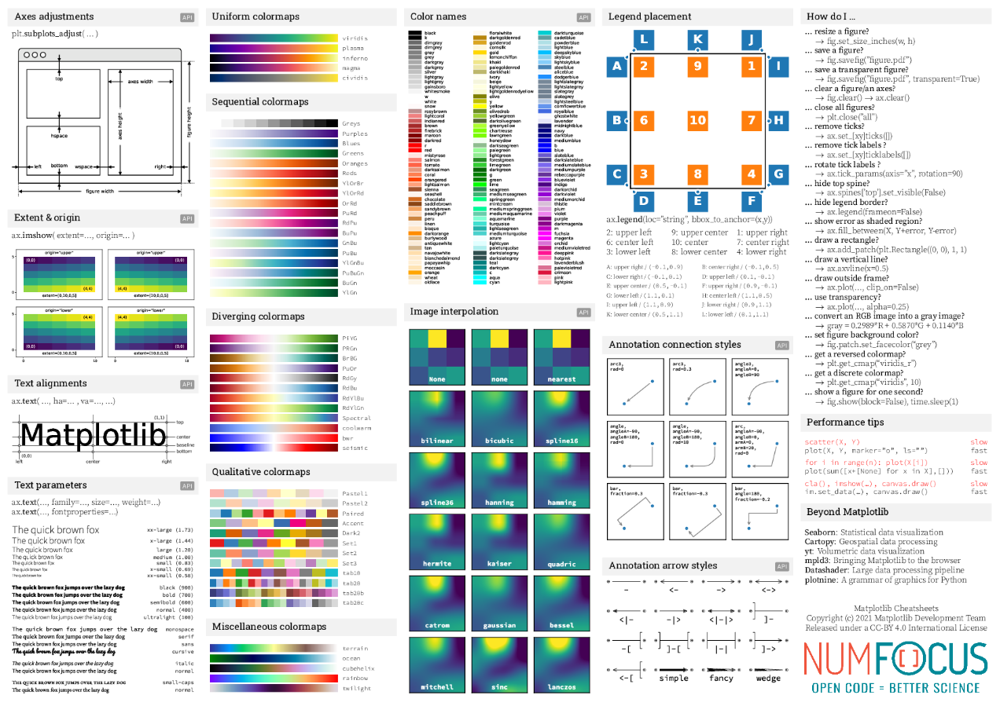 Axes adjustments API
plt.subplots_adjust( … )
top
axes width
axes height
figure height
hspace
left
bottom
wspace
right
figure width
Extent & origin API
ax.imshow( extent=…, origin=… )
origin="upper"
origin="upper"
5
(0,0)
(0,0)
(4,4)
(4,4)
0
extent=[0,10,0,5]
extent=[10,0,0,5]
origin="lower"
origin="lower"
5
(4,4)
(4,4)
(0,0)
(0,0)
0
extent=[0,10,0,5]
extent=[10,0,0,5]
0 10 0 10
Text alignments API
ax.text( …, ha=… , va=…, …)
Matplotlib
(1,1)
top
center
baseline
bottom
(0,0)
left center right
Text parameters API
ax.text(…, family=…, size=…, weight=…)
ax.text(…, fontproperties=…)
The quick brown fox xx-large (1.73)
The quick brown fox x-large (1.44)
The quick brown fox large (1.20)
The quick brown fox medium (1.00)
The quick brown fox small (0.83)
The quick brown fox x-small (0.69)
The quick brown fox xx-small (0.58)
The quick brown fox jumps over the lazy dog black (900)
The quick brown fox jumps over the lazy dog bold (700)
The quick brown fox jumps over the lazy dog semibold (600)
The quick brown fox jumps over the lazy dog normal (400)
The quick brown fox jumps over the lazy dog ultralight (100)
The quick brown fox jumps over the lazy dog monospace
The quick brown fox jumps over the lazy dog serif
The quick brown fox jumps over the lazy dog sans
The quick brown fox jumps over the lazy dog cursive
The quick brown fox jumps over the lazy dog italic
The quick brown fox jumps over the lazy dog normal
The quick brown fox jumps over the lazy dog small-caps
The quick brown fox jumps over the lazy dog normal
Uniform colormaps
viridis
plasma
inferno
magma
cividis
Sequential colormaps
Greys
Purples
Blues
Greens
Oranges
Reds
YlOrBr
YlOrRd
OrRd
PuRd
RdPu
BuPu
GnBu
PuBu
YlGnBu
PuBuGn
BuGn
YlGn
Diverging colormaps
PiYG
PRGn
BrBG
PuOr
RdGy
RdBu
RdYlBu
RdYlGn
Spectral
coolwarm
bwr
seismic
Qualitative colormaps
Pastel1
Pastel2
Paired
Accent
Dark2
Set1
Set2
Set3
tab10
tab20
tab20b
tab20c
Miscellaneous colormaps
terrain
ocean
cubehelix
rainbow
twilight
Color names API
black
k
dimgray
dimgrey
gray
grey
darkgray
darkgrey
silver
lightgray
lightgrey
gainsboro
whitesmoke
w
white
snow
rosybrown
lightcoral
indianred
brown
firebrick
maroon
darkred
r
red
mistyrose
salmon
tomato
darksalmon
coral
orangered
lightsalmon
sienna
seashell
chocolate
saddlebrown
sandybrown
peachpuff
peru
linen
bisque
darkorange
burlywood
antiquewhite
tan
navajowhite
blanchedalmond
papayawhip
moccasin
orange
wheat
oldlace
floralwhite
darkgoldenrod
goldenrod
cornsilk
gold
lemonchiffon
khaki
palegoldenrod
darkkhaki
ivory
beige
lightyellow
lightgoldenrodyellow
olive
y
yellow
olivedrab
yellowgreen
darkolivegreen
greenyellow
chartreuse
lawngreen
honeydew
darkseagreen
palegreen
lightgreen
forestgreen
limegreen
darkgreen
g
green
lime
seagreen
mediumseagreen
springgreen
mintcream
mediumspringgreen
mediumaquamarine
aquamarine
turquoise
lightseagreen
mediumturquoise
azure
lightcyan
paleturquoise
darkslategray
darkslategrey
teal
darkcyan
c
aqua
cyan
darkturquoise
cadetblue
powderblue
lightblue
deepskyblue
skyblue
lightskyblue
steelblue
aliceblue
dodgerblue
lightslategray
lightslategrey
slategray
slategrey
lightsteelblue
cornflowerblue
royalblue
ghostwhite
lavender
midnightblue
navy
darkblue
mediumblue
b
blue
slateblue
darkslateblue
mediumslateblue
mediumpurple
rebeccapurple
blueviolet
indigo
darkorchid
darkviolet
mediumorchid
thistle
plum
violet
purple
darkmagenta
m
fuchsia
magenta
orchid
mediumvioletred
deeppink
hotpink
lavenderblush
palevioletred
crimson
pink
lightpink
Image interpolation API
None none nearest
bilinear bicubic spline16
spline36 hanning hamming
hermite kaiser quadric
catrom gaussian bessel
mitchell sinc lanczos
Legend placement API
L K J
A 2 9 1 I
B 6 10 7 H
C 3 8 4 G
D E F
ax.legend(loc="string", bbox_to_anchor=(x,y))
2: upper left 9: upper center 1: upper right
6: center left 10: center 7: center right
3: lower left 8: lower center 4: lower right
A: upper right / (-0.1,0.9) B: center right / (-0.1,0.5)
C: lower right / (-0.1,0.1) D: upper left / (0.1,-0.1)
E: upper center / (0.5,-0.1) F: upper right / (0.9,-0.1)
G: lower left / (1.1,0.1) H: center left / (1.1,0.5)
I: upper left / (1.1,0.9) J: lower right / (0.9,1.1)
K: lower center / (0.5,1.1) L: lower left / (0.1,1.1)
Annotation connection styles API
arc3,
rad=0.
arc3,
rad=0.3
angle3,
angleA=0,
angleB=90
angle,
angleA=-90,
angleB=180,
rad=0
angle,
angleA=-90,
angleB=180,
rad=10
arc,
angleA=-90,
angleB=0,
armA=0,
armB=20,
rad=0
bar,
fraction=0.3
bar,
fraction=-0.3
bar,
angle=180,
fraction=-0.2
Annotation arrow styles API
- <- -> <->
<|- -|> <|-|> ]-
-[ ]-[ |-| ]->
<-[ simple fancy wedge
How do I …
… resize a figure?
→ fig.set_size_inches(w, h)
… save a figure?
→ fig.savefig("figure.pdf")
… save a transparent figure?
→ fig.savefig("figure.pdf", transparent=True)
… clear a figure/an axes?
→ fig.clear() → ax.clear()
… close all figures?
→ plt.close("all")
… remove ticks?
→ ax.set_[xy]ticks([])
… remove tick labels ?
→ ax.set_[xy]ticklabels([])
… rotate tick labels ?
→ ax.tick_params(axis="x", rotation=90)
… hide top spine?
→ ax.spines['top'].set_visible(False)
… hide legend border?
→ ax.legend(frameon=False)
… show error as shaded region?
→ ax.fill_between(X, Y+error, Y-error)
… draw a rectangle?
→ ax.add_patch(plt.Rectangle((0, 0), 1, 1)
… draw a vertical line?
→ ax.axvline(x=0.5)
… draw outside frame?
→ ax.plot(…, clip_on=False)
… use transparency?
→ ax.plot(…, alpha=0.25)
… convert an RGB image into a gray image?
→ gray = 0.2989*R + 0.5870*G + 0.1140*B
… set figure background color?
→ fig.patch.set_facecolor("grey")
… get a reversed colormap?
→ plt.get_cmap("viridis_r")
… get a discrete colormap?
→ plt.get_cmap("viridis", 10)
… show a figure for one second?
→ fig.show(block=False), time.sleep(1)
Performance tips
scatter(X, Y) slow
plot(X, Y, marker="o", ls="") fast
for i in range(n): plot(X[i]) slow
plot(sum([x+[None] for x in X],[])) fast
cla(), imshow(…), canvas.draw() slow
im.set_data(…), canvas.draw() fast
Beyond Matplotlib
Seaborn: Statistical data visualization
Cartopy: Geospatial data processing
yt: Volumetric data visualization
mpld3: Bringing Matplotlib to the browser
Datashader: Large data processing pipeline
plotnine: A grammar of graphics for Python
Matplotlib Cheatsheets
Copyright (c) 2021 Matplotlib Development Team
Released under a CC-BY 4.0 International License
NUMFOCUS
OPEN CODE = BETTER SCIENCE